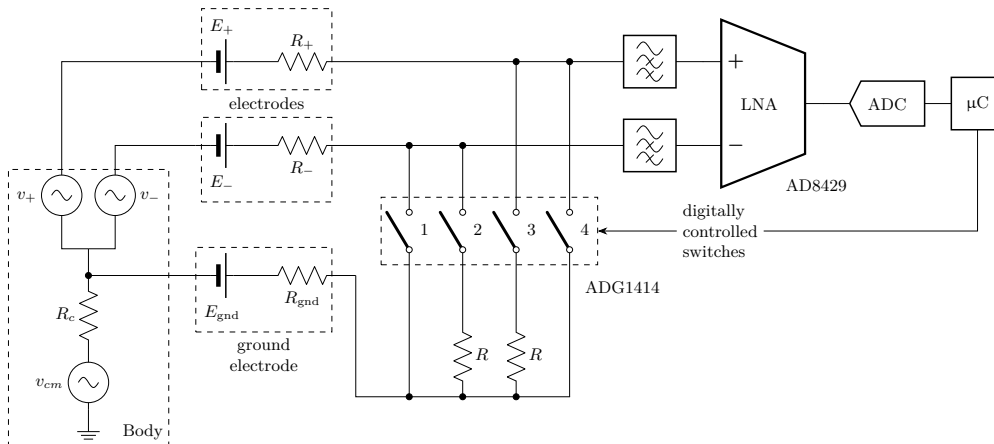 E+
R+
electrodes
E−
R−
v+
v−
LNA
+
−
AD8429
ADC
µC
1
2
3
4
digitally
controlled
switches
ADG1414
Egnd
Rgnd
ground
electrode
Rc
vcm
R
R
Body